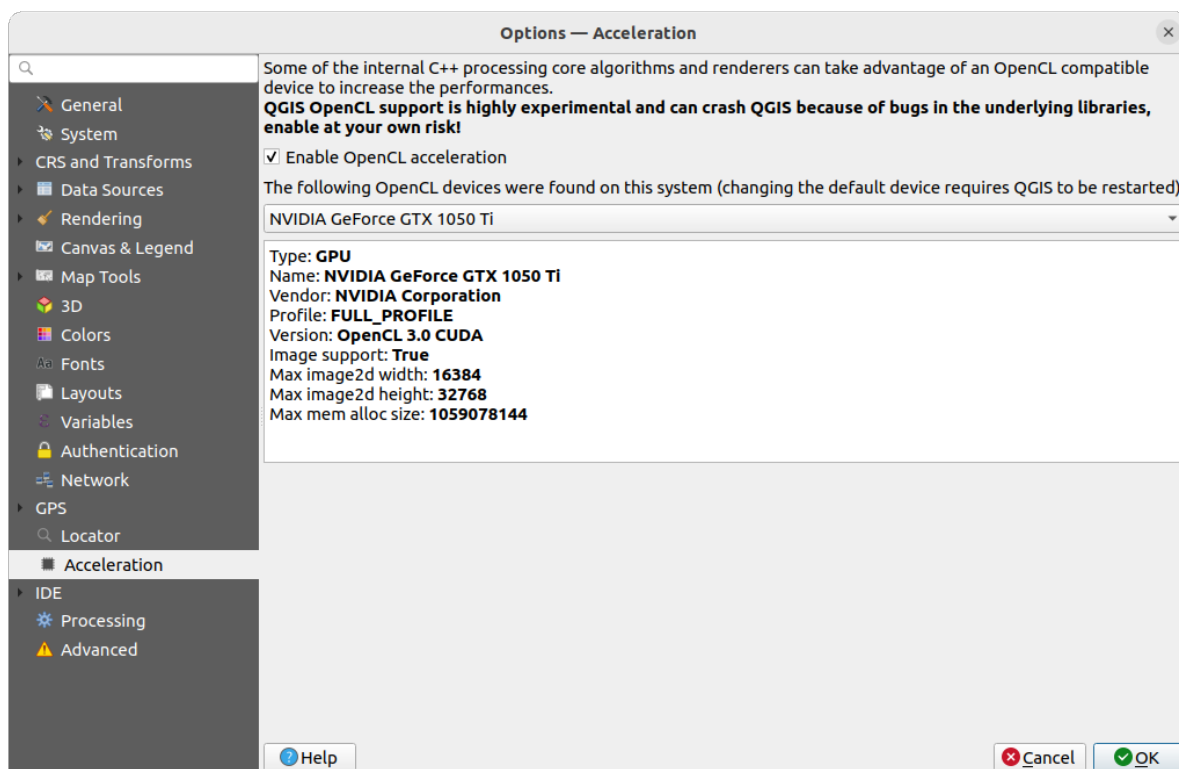 Options — Acceleration
General
System
CRS and Transforms
Data Sources
Rendering
Canvas & Legend
Map Tools
3D
Colors
Aa Fonts
Layouts
Variables
Authentication
Network
GPS
Locator
Acceleration
IDE
Processing
Advanced
Some of the internal C++ processing core algorithms and renderers can take advantage of an OpenCL compatible
device to increase the performances.
QGIS OpenCL support is highly experimental and can crash QGIS because of bugs in the underlying libraries,
enable at your own risk!
Enable OpenCL acceleration
The following OpenCL devices were found on this system (changing the default device requires QGIS to be restarted)
NVIDIA GeForce GTX 1050 Ti
Type: GPU
Name: NVIDIA GeForce GTX 1050 Ti
Vendor: NVIDIA Corporation
Profile: FULL_PROFILE
Version: OpenCL 3.0 CUDA
Image support: True
Max image2d width: 16384
Max image2d height: 32768
Max mem alloc size: 1059078144
Help
Cancel
OK